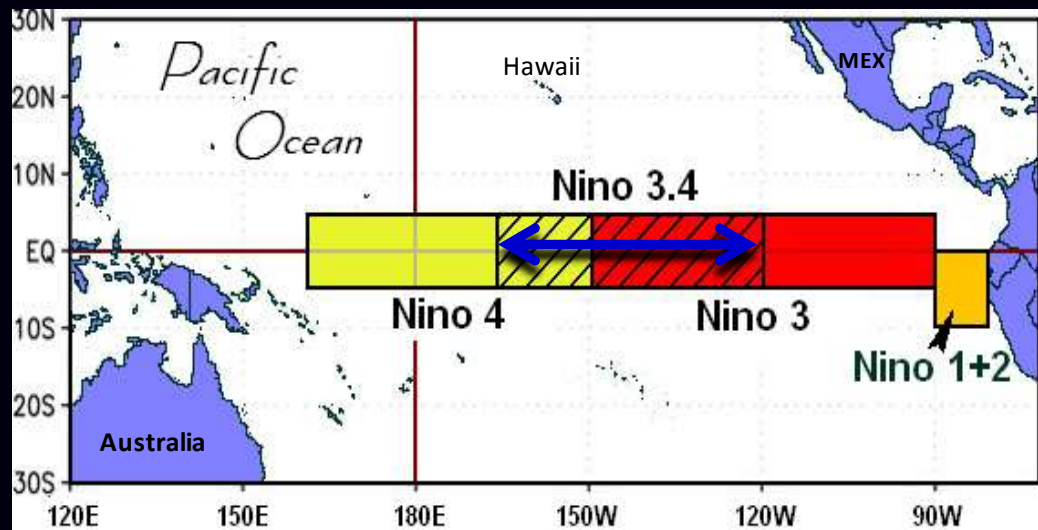 30N
Pacific
Ocean
Hawaii
MEX
20N
10N
Nino 3.4
EQ
Nino 4
Nino 3
10S
Nino 1+2
20S
Australia
30S
120E 150E 180E 150W 120W 90W